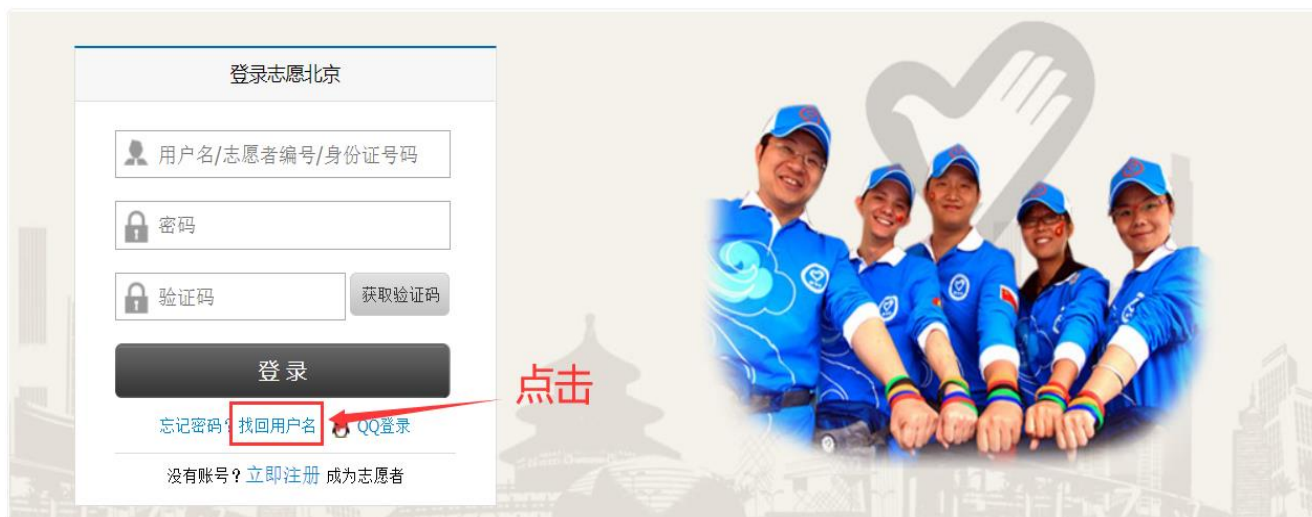 登录志愿北京
用户名/志愿者编号/身份证号码
密码
验证码 获取验证码
登录
点击
忘记密码? 找回用户名 QQ登录
没有账号? 立即注册 成为志愿者